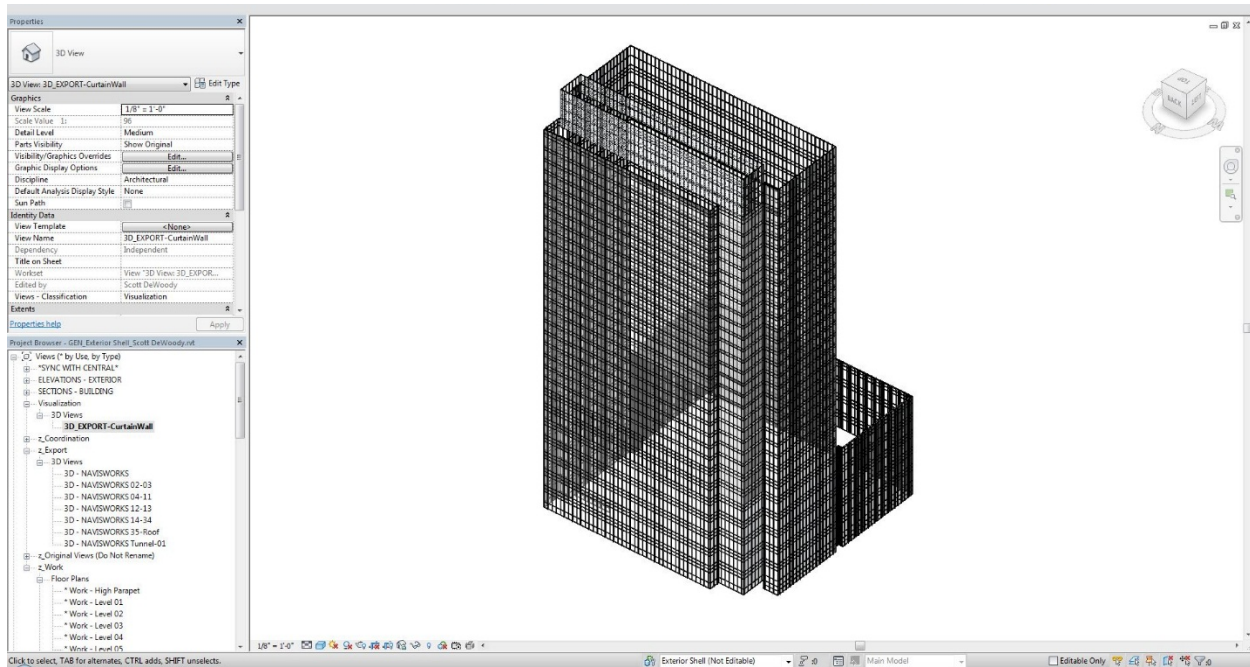 Properties
3D View
3D View: 3D_EXPORT-CurtainWall Edit Type
Graphics
View Scale 1/8" = 1'-0"
Scale Value 1: 96
Detail Level Medium
Parts Visibility Show Original
Visibility/Graphics Overrides Edit...
Graphic Display Options Edit...
Discipline Architectural
Default Analysis Display Style None
Sun Path
Identity Data
View Template <None>
View Name 3D_EXPORT-CurtainWall
Dependency Independent
Title on Sheet
Workset View "3D View: 3D_EXPOR...
Edited by Scott DeWoody
Views - Classification Visualization
Extents
Properties help Apply
Project Browser - GEN_Exterior Shell_Scott DeWoody.rvt
Views (* by Use, by Type)
*SYNC WITH CENTRAL*
ELEVATIONS - EXTERIOR
SECTIONS - BUILDING
Visualization
3D Views
3D_EXPORT-CurtainWall
z_Coordination
z_Export
3D Views
3D - NAVISWORKS
3D - NAVISWORKS 02-03
3D - NAVISWORKS 04-11
3D - NAVISWORKS 12-13
3D - NAVISWORKS 14-34
3D - NAVISWORKS 35-Roof
3D - NAVISWORKS Tunnel-01
z_Original Views (Do Not Rename)
z_Work
Floor Plans
* Work - High Parapet
* Work - Level 01
* Work - Level 02
* Work - Level 03
* Work - Level 04
* Work - Level 05
TOP
BACK
LEFT
1/8" = 1'-0"
Click to select, TAB for alternates, CTRL adds, SHIFT unselects.
Exterior Shell (Not Editable)
:0
Main Model
Editable Only
:0